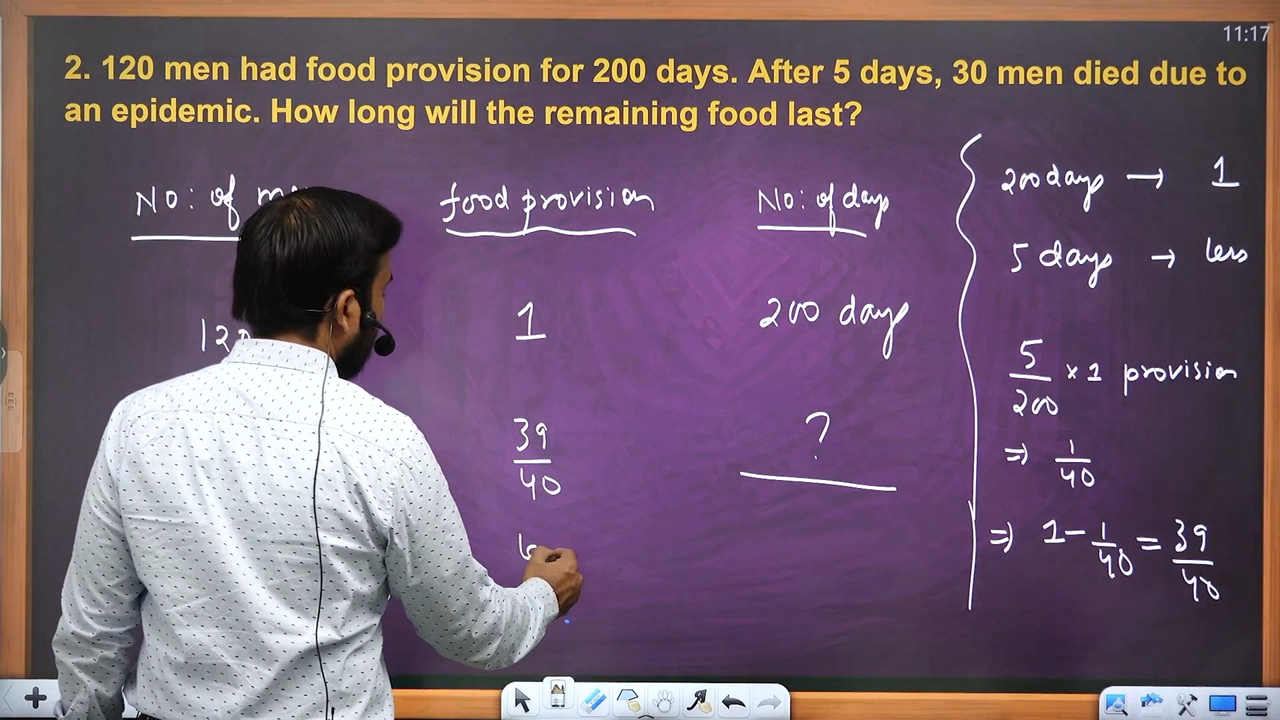 11:17
2. 120 men had food provision for 200 days. After 5 days, 30 men died due to
an epidemic. How long will the remaining food last?
No: of food provision No: of days
1 200 days
39/40 ?
200 days → 1
5 days → less
5/200 × 1 provision
⇒ 1/40
⇒ 1 - 1/40 = 39/40